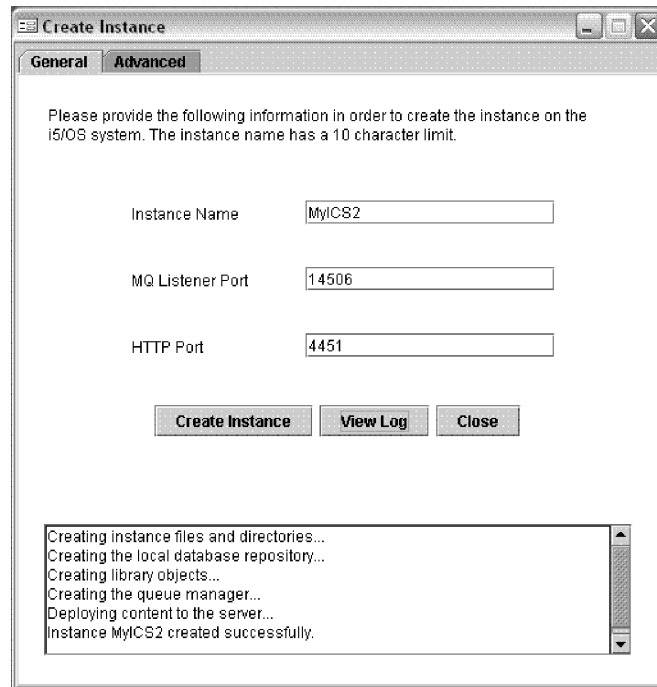 Create Instance
General Advanced
Please provide the following information in order to create the instance on the
i5/OS system. The instance name has a 10 character limit.
Instance Name MyICS2
MQ Listener Port 14506
HTTP Port 4451
Create Instance View Log Close
Creating instance files and directories...
Creating the local database repository...
Creating library objects...
Creating the queue manager...
Deploying content to the server...
Instance MyICS2 created successfully.